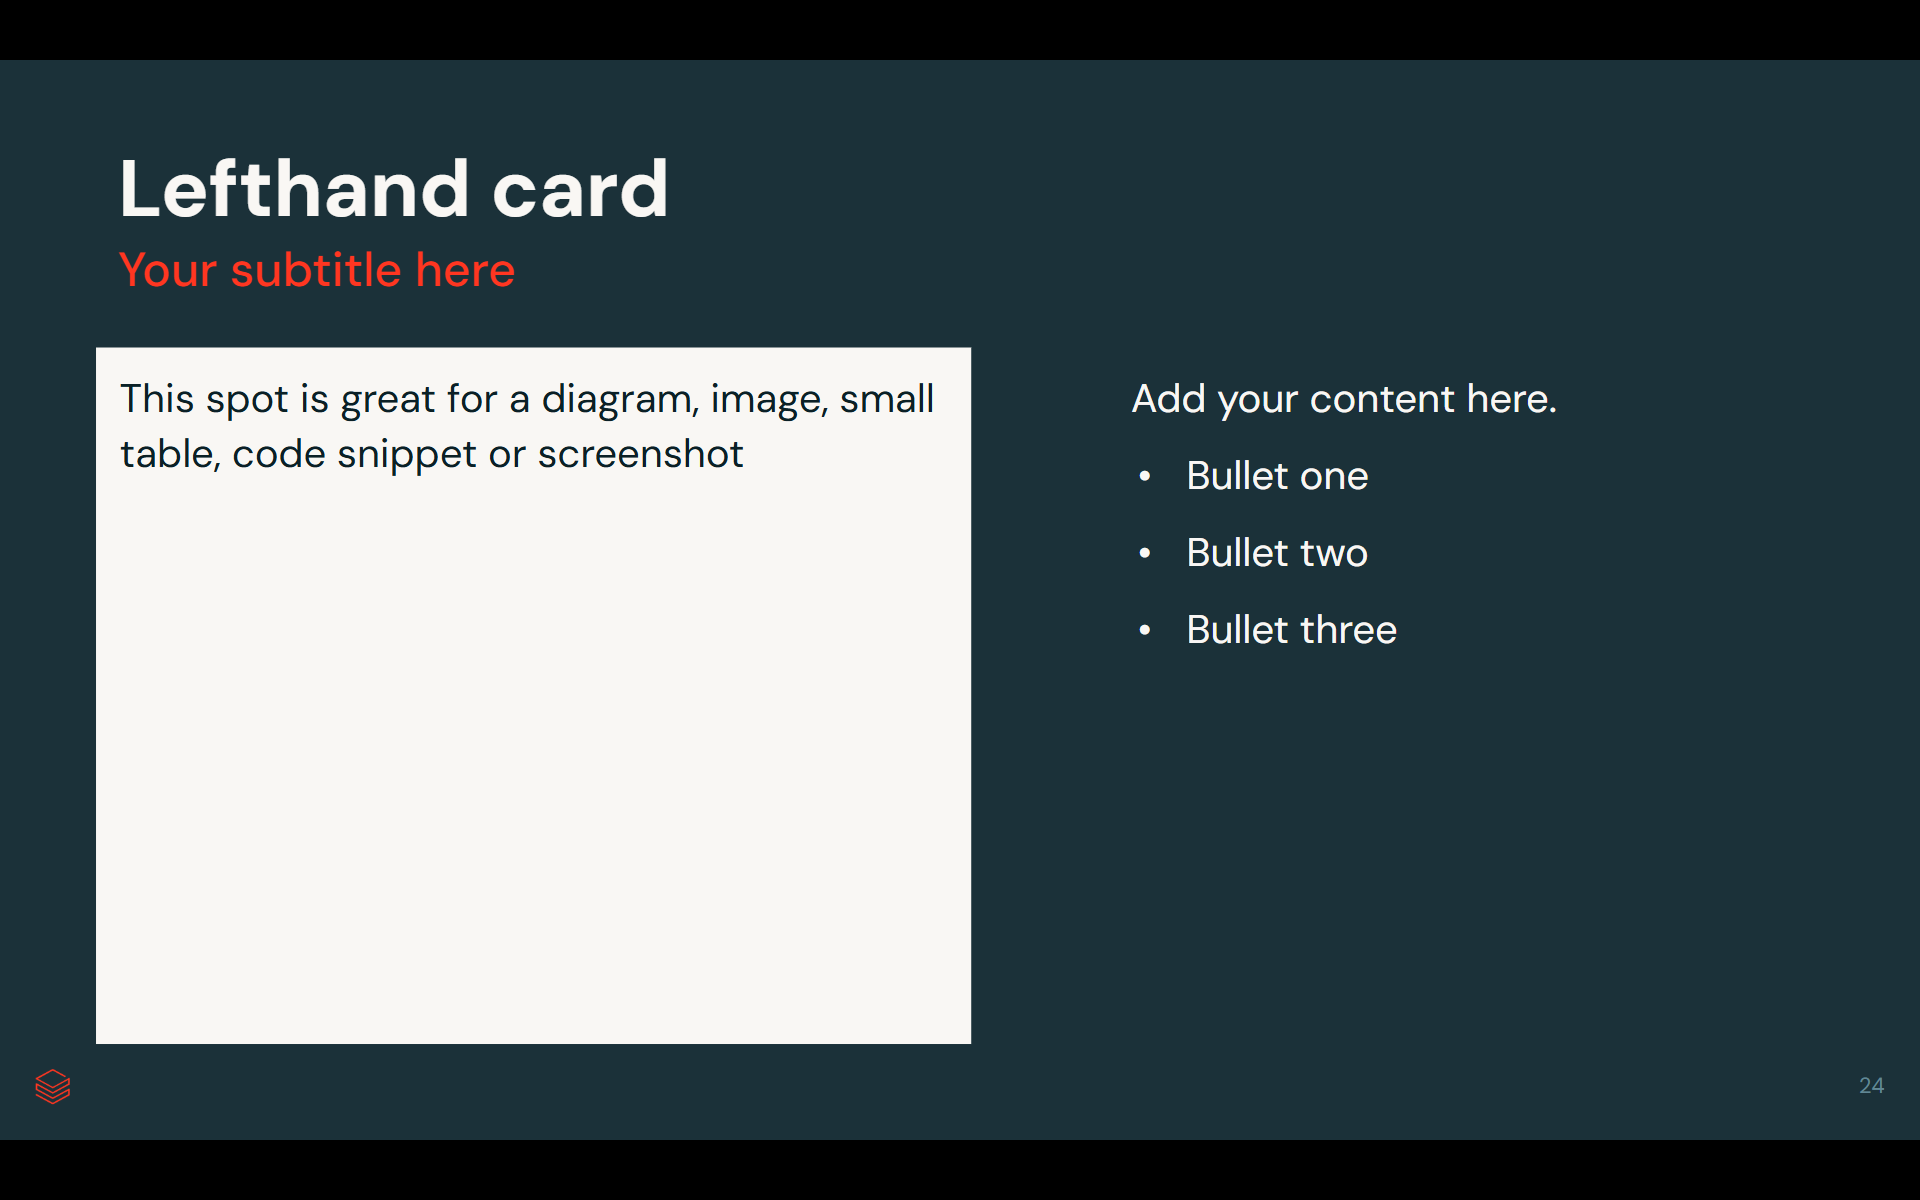 Lefthand card
Your subtitle here
This spot is great for a diagram, image, small
table, code snippet or screenshot
Add your content here.
• Bullet one
• Bullet two
• Bullet three
24